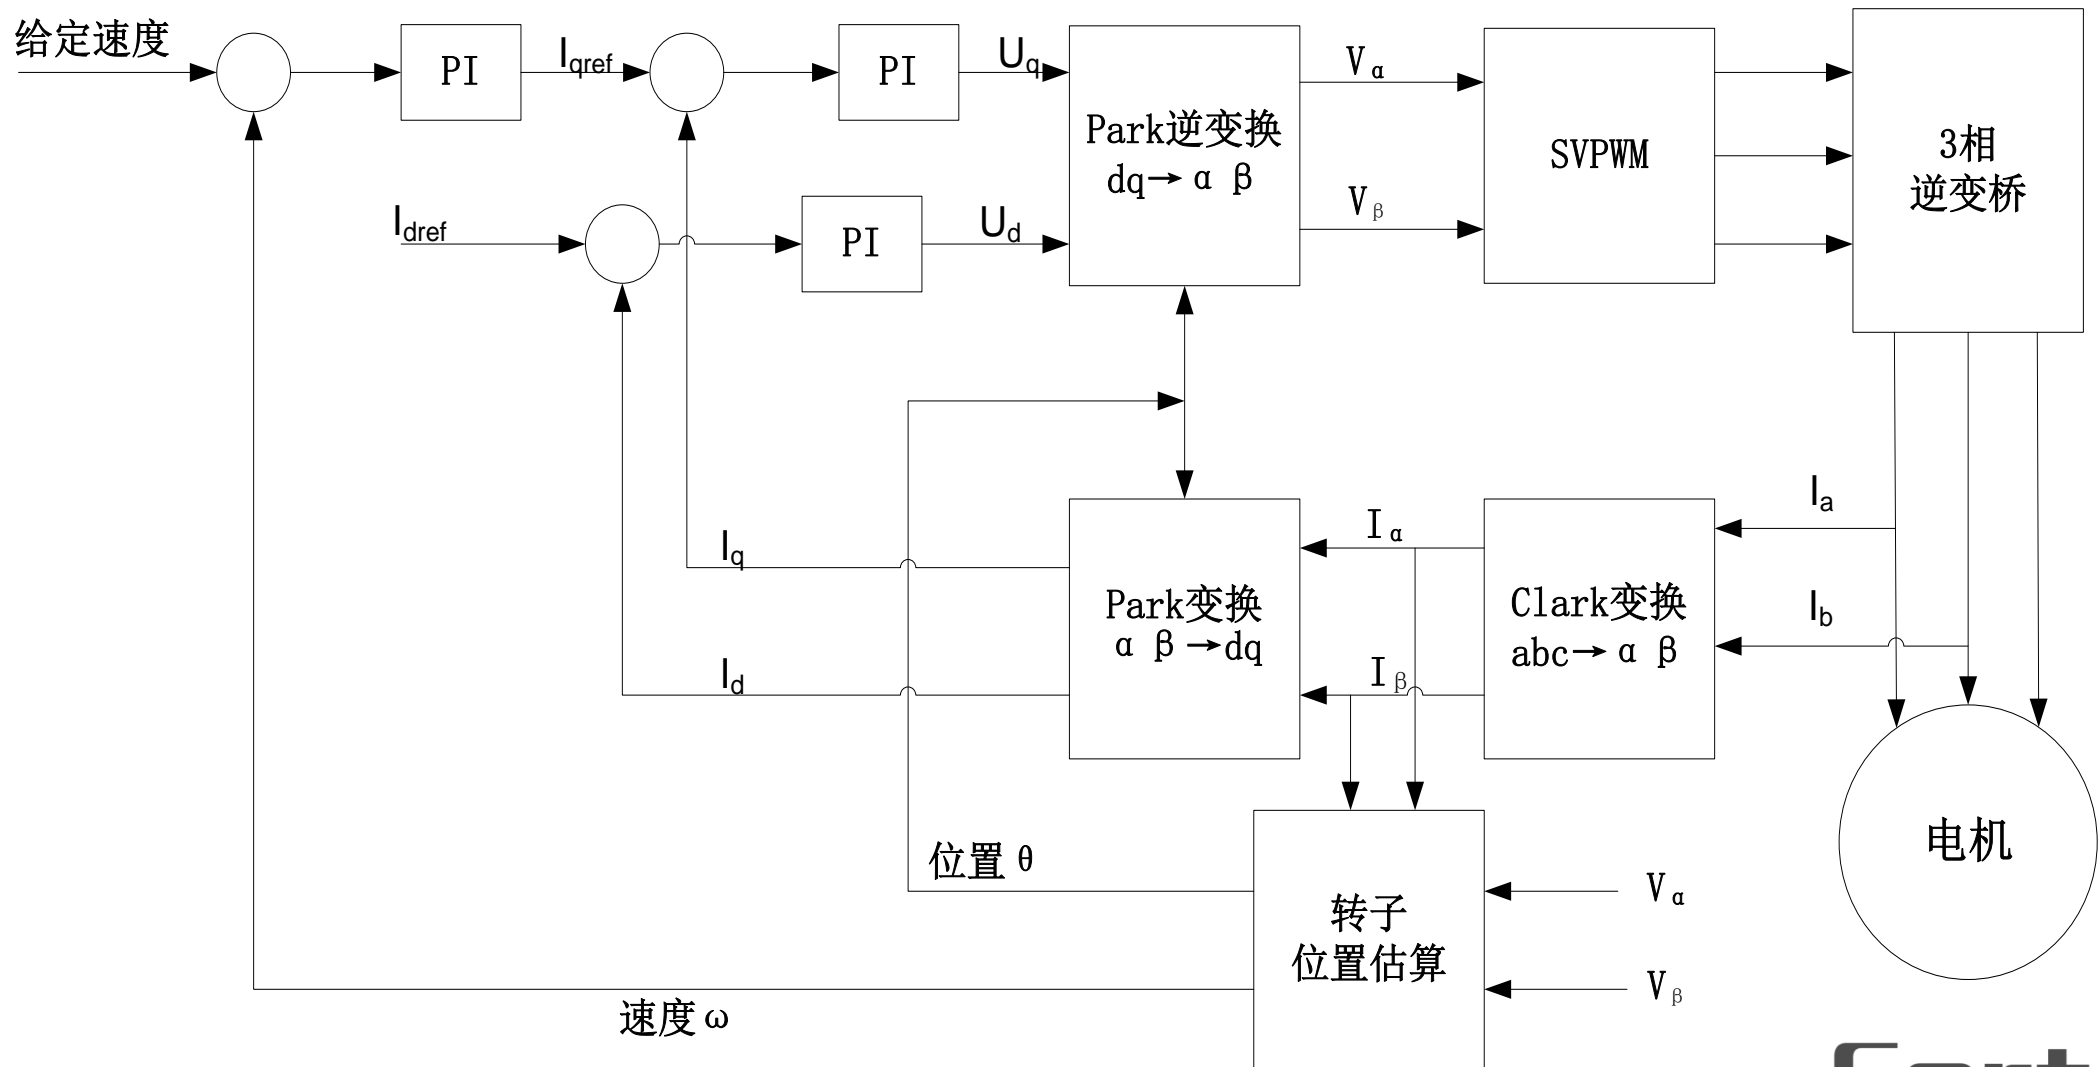 给定速度
PI
Iqref
PI
Uq
Park逆变换
dq→αβ
Vα
Vβ
SVPWM
3相
逆变桥
Idref
PI
Ud
Iq
Id
Park变换
αβ→dq
Iα
Iβ
Clark变换
abc→αβ
Ia
Ib
电机
位置θ
转子
位置估算
Vα
Vβ
速度ω